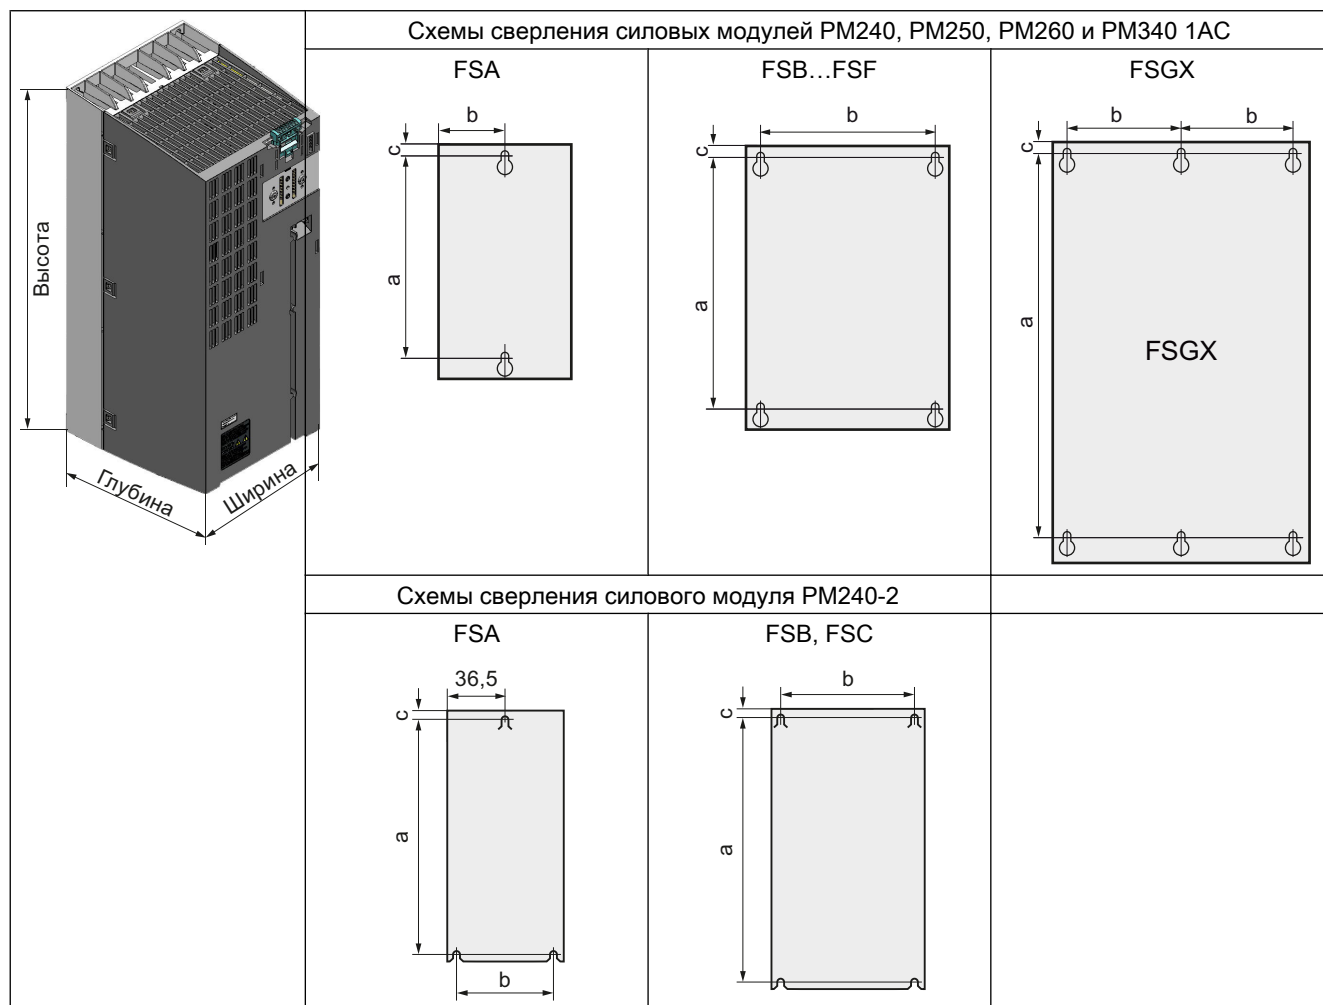 Схемы сверления силовых модулей PM240, PM250, PM260 и PM340 1AC
FSA
FSB...FSF
FSGX
b
c
a
b
c
a
b
b
c
a
FSGX
Высота
Глубина
Ширина
Схемы сверления силового модуля PM240-2
FSA
FSB, FSC
36,5
c
a
b
b
c
a